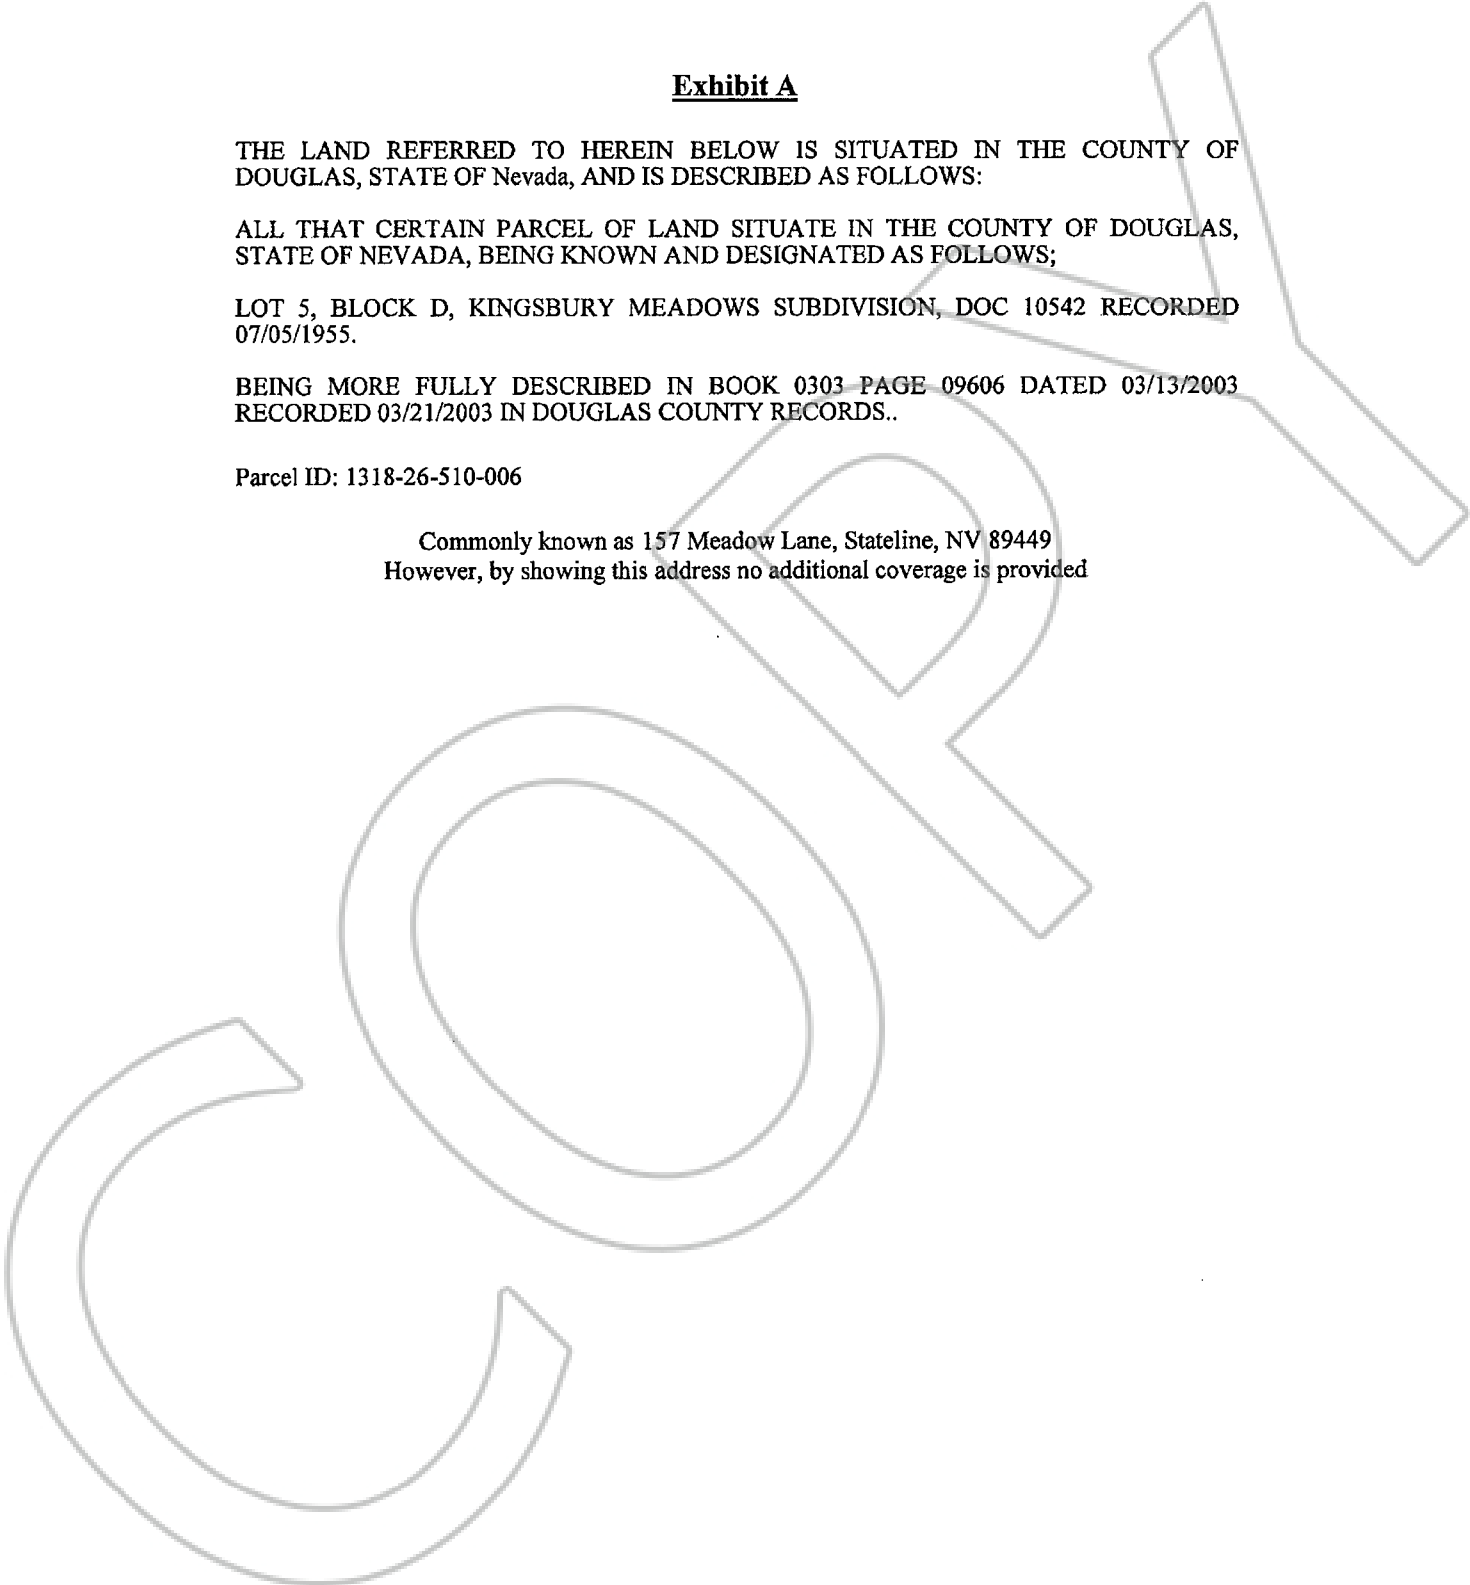 Exhibit A
THE LAND REFERRED TO HEREIN BELOW IS SITUATED IN THE COUNTY OF
DOUGLAS, STATE OF Nevada, AND IS DESCRIBED AS FOLLOWS:
ALL THAT CERTAIN PARCEL OF LAND SITUATE IN THE COUNTY OF DOUGLAS,
STATE OF NEVADA, BEING KNOWN AND DESIGNATED AS FOLLOWS;
LOT 5, BLOCK D, KINGSBURY MEADOWS SUBDIVISION, DOC 10542 RECORDED
07/05/1955.
BEING MORE FULLY DESCRIBED IN BOOK 0303 PAGE 09606 DATED 03/13/2003
RECORDED 03/21/2003 IN DOUGLAS COUNTY RECORDS..
Parcel ID: 1318-26-510-006
Commonly known as 157 Meadow Lane, Stateline, NV 89449
However, by showing this address no additional coverage is provided
COPY